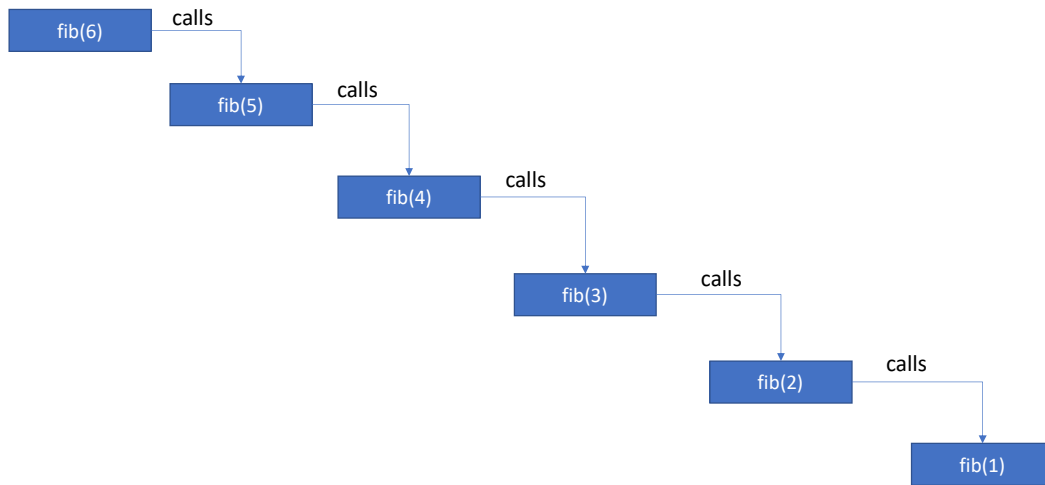 fib(6)
calls
fib(5)
calls
fib(4)
calls
fib(3)
calls
fib(2)
calls
fib(1)